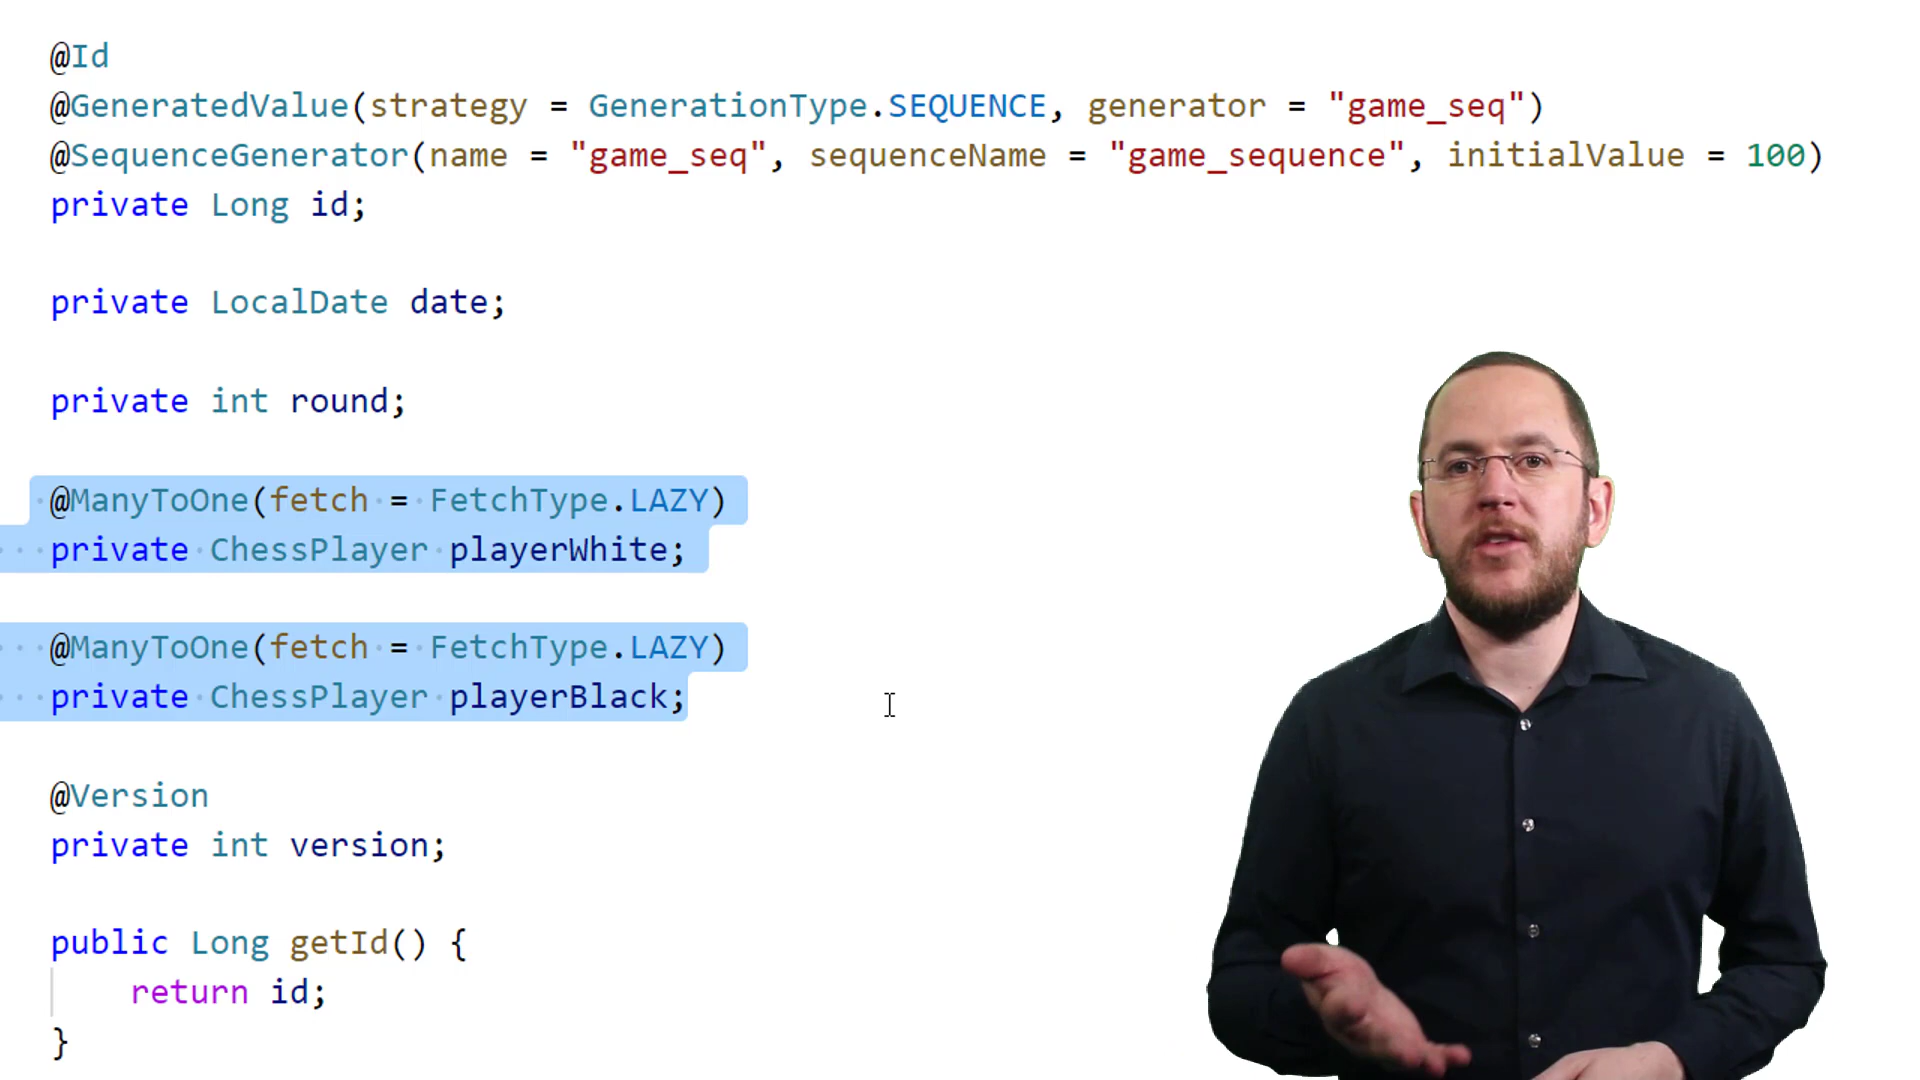 @Id
@GeneratedValue(strategy = GenerationType.SEQUENCE, generator = "game_seq")
@SequenceGenerator(name = "game_seq", sequenceName = "game_sequence", initialValue = 100)
private Long id;
private LocalDate date;
private int round;
@ManyToOne(fetch = FetchType.LAZY)
private ChessPlayer playerWhite;
@ManyToOne(fetch = FetchType.LAZY)
private ChessPlayer playerBlack;
@Version
private int version;
public Long getId() {
return id;
}